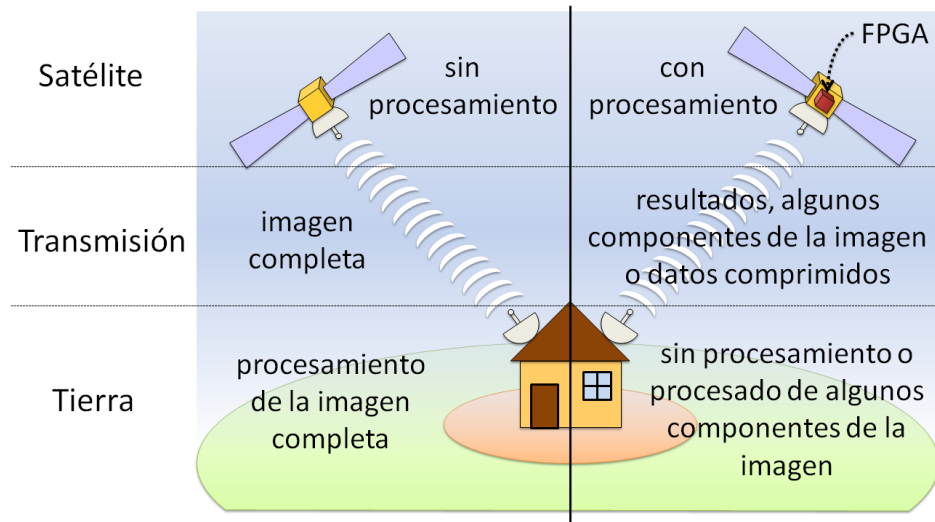 Satélite
sin
procesamiento
con
procesamiento
FPGA
Transmisión
imagen
completa
resultados, algunos
componentes de la imagen
o datos comprimidos
Tierra
procesamiento
de la imagen
completa
sin procesamiento o
procesado de algunos
componentes de la
imagen